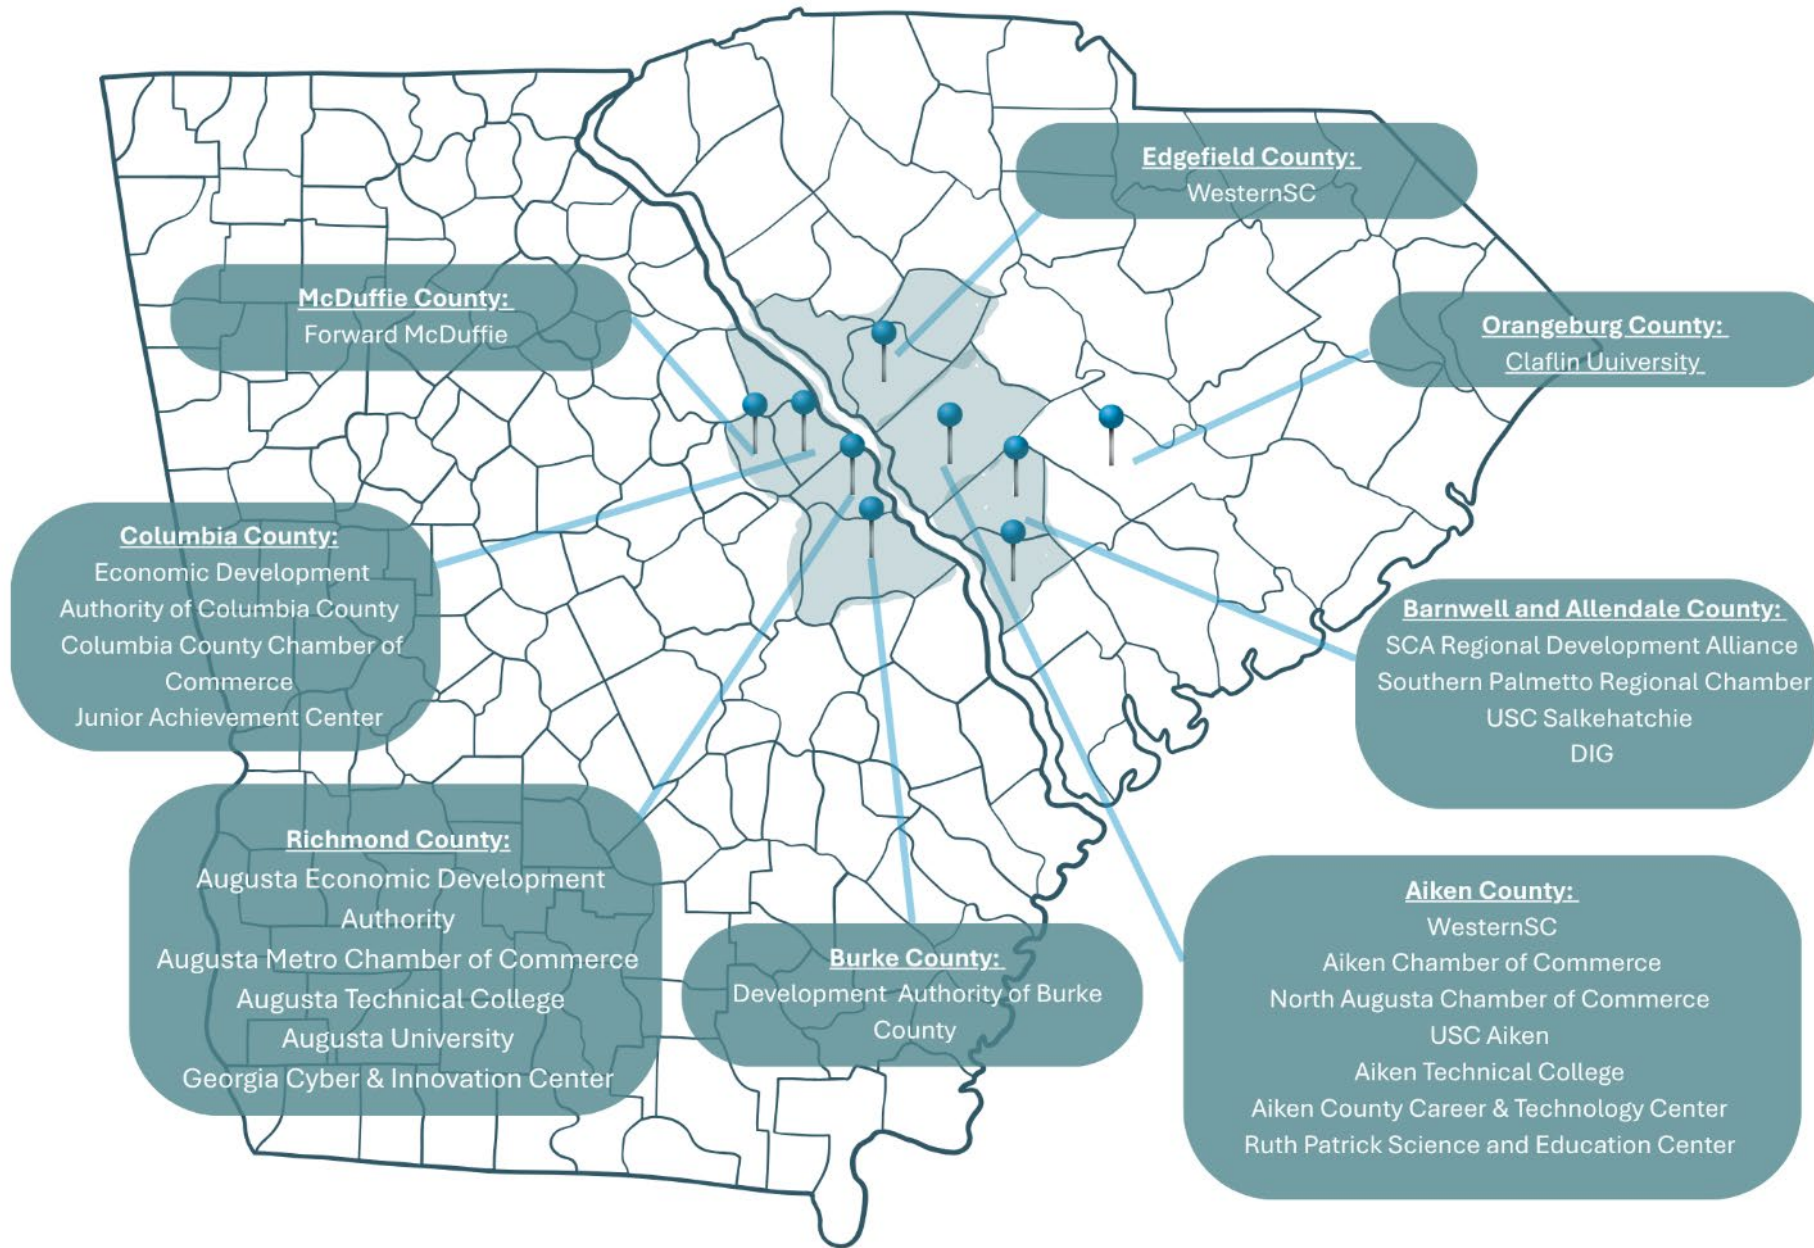 Edgefield County:
WesternSC
McDuffie County:
Forward McDuffie
Orangeburg County:
Claflin Uuiversity
Columbia County:
Economic Development
Authority of Columbia County
Columbia County Chamber of
Commerce
Junior Achievement Center
Barnwell and Allendale County:
SCA Regional Development Alliance
Southern Palmetto Regional Chamber
USC Salkehatchie
DIG
Richmond County:
Augusta Economic Development
Authority
Augusta Metro Chamber of Commerce
Augusta Technical College
Augusta University
Georgia Cyber & Innovation Center
Burke County:
Development Authority of Burke
County
Aiken County:
WesternSC
Aiken Chamber of Commerce
North Augusta Chamber of Commerce
USC Aiken
Aiken Technical College
Aiken County Career & Technology Center
Ruth Patrick Science and Education Center